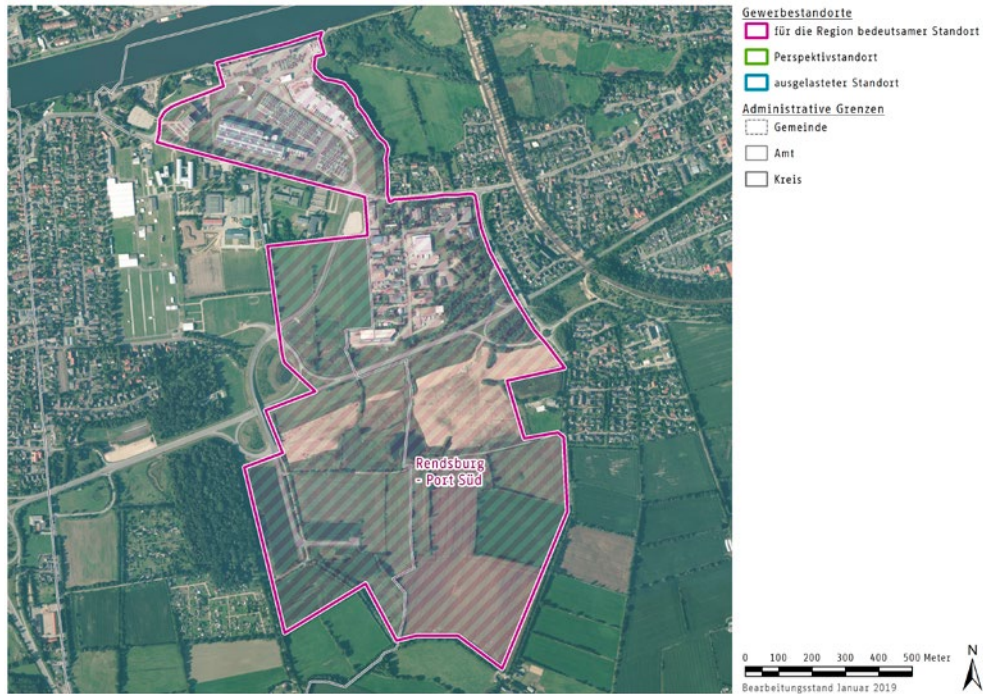 Gewerbestandorte
für die Region bedeutsamer Standort
Perspektivstandort
ausgelasteter Standort
Administrative Grenzen
Gemeinde
Amt
Kreis
Rendsburg
- Port Süd
0 100 200 300 400 500 Meter
N
Bearbeitungsstand Januar 2019